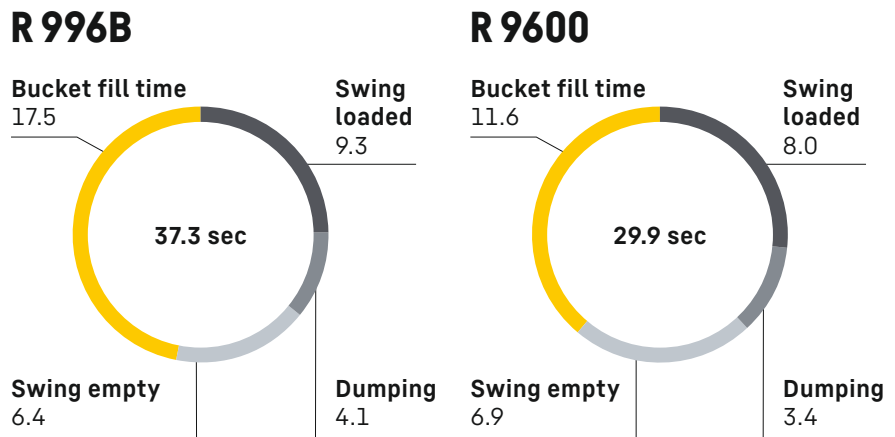 R 996B
Bucket fill time
17.5
Swing
loaded
9.3
37.3 sec
Swing empty
6.4
Dumping
4.1
R 9600
Bucket fill time
11.6
Swing
loaded
8.0
29.9 sec
Swing empty
6.9
Dumping
3.4